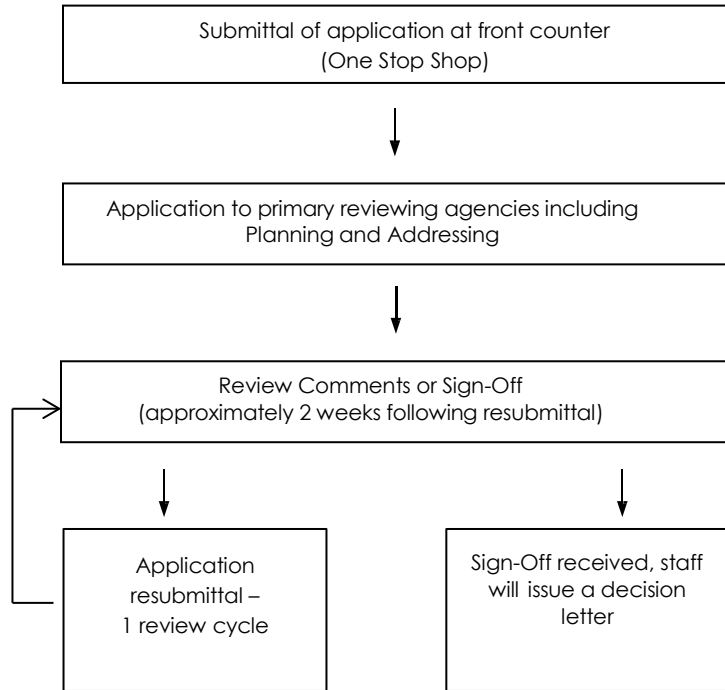 Submittal of application at front counter
(One Stop Shop)
Application to primary reviewing agencies including
Planning and Addressing
Review Comments or Sign-Off
(approximately 2 weeks following resubmittal)
Application
resubmittal –
1 review cycle
Sign-Off received, staff
will issue a decision
letter